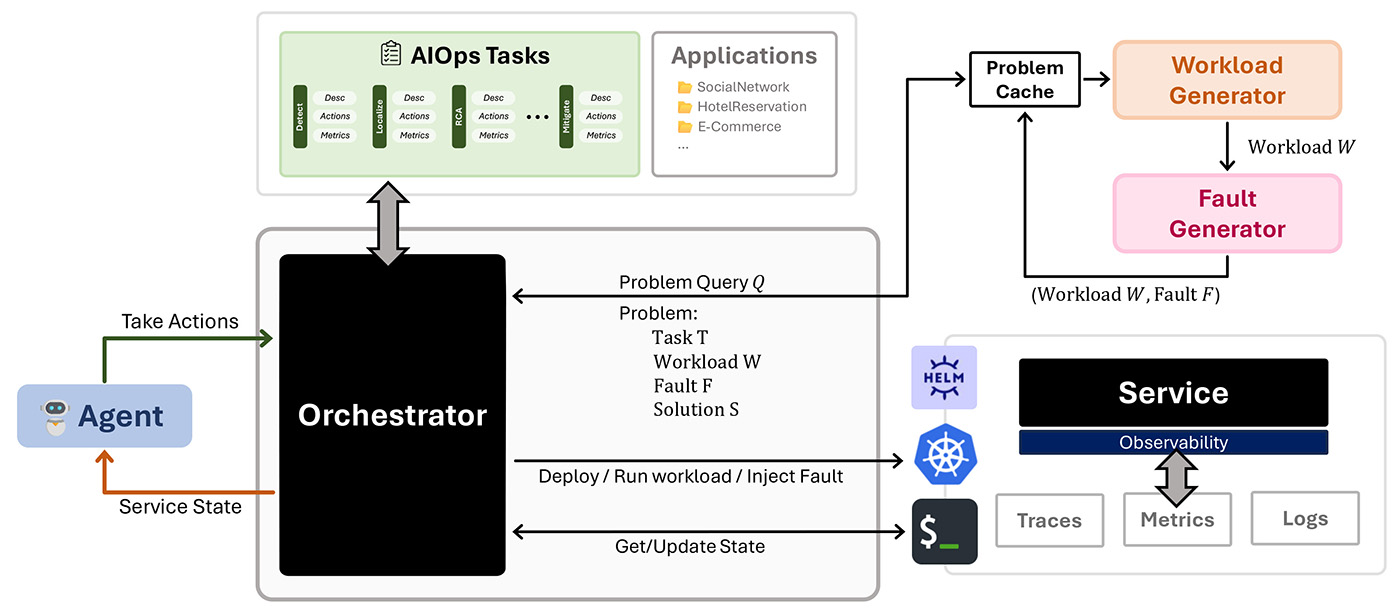 AIOps Tasks
Detect
Desc
Actions
Metrics
Localize
Desc
Actions
Metrics
RCA
Desc
Actions
Metrics
•••
Mitigate
Desc
Actions
Metrics
Applications
SocialNetwork
HotelReservation
E-Commerce
...
Problem
Cache
Workload
Generator
Workload W
Fault
Generator
(Workload W, Fault F)
Take Actions
Agent
Service State
Orchestrator
Problem Query Q
Problem:
Task T
Workload W
Fault F
Solution S
Deploy / Run workload / Inject Fault
Get/Update State
HELM
$_
Service
Observability
Traces
Metrics
Logs